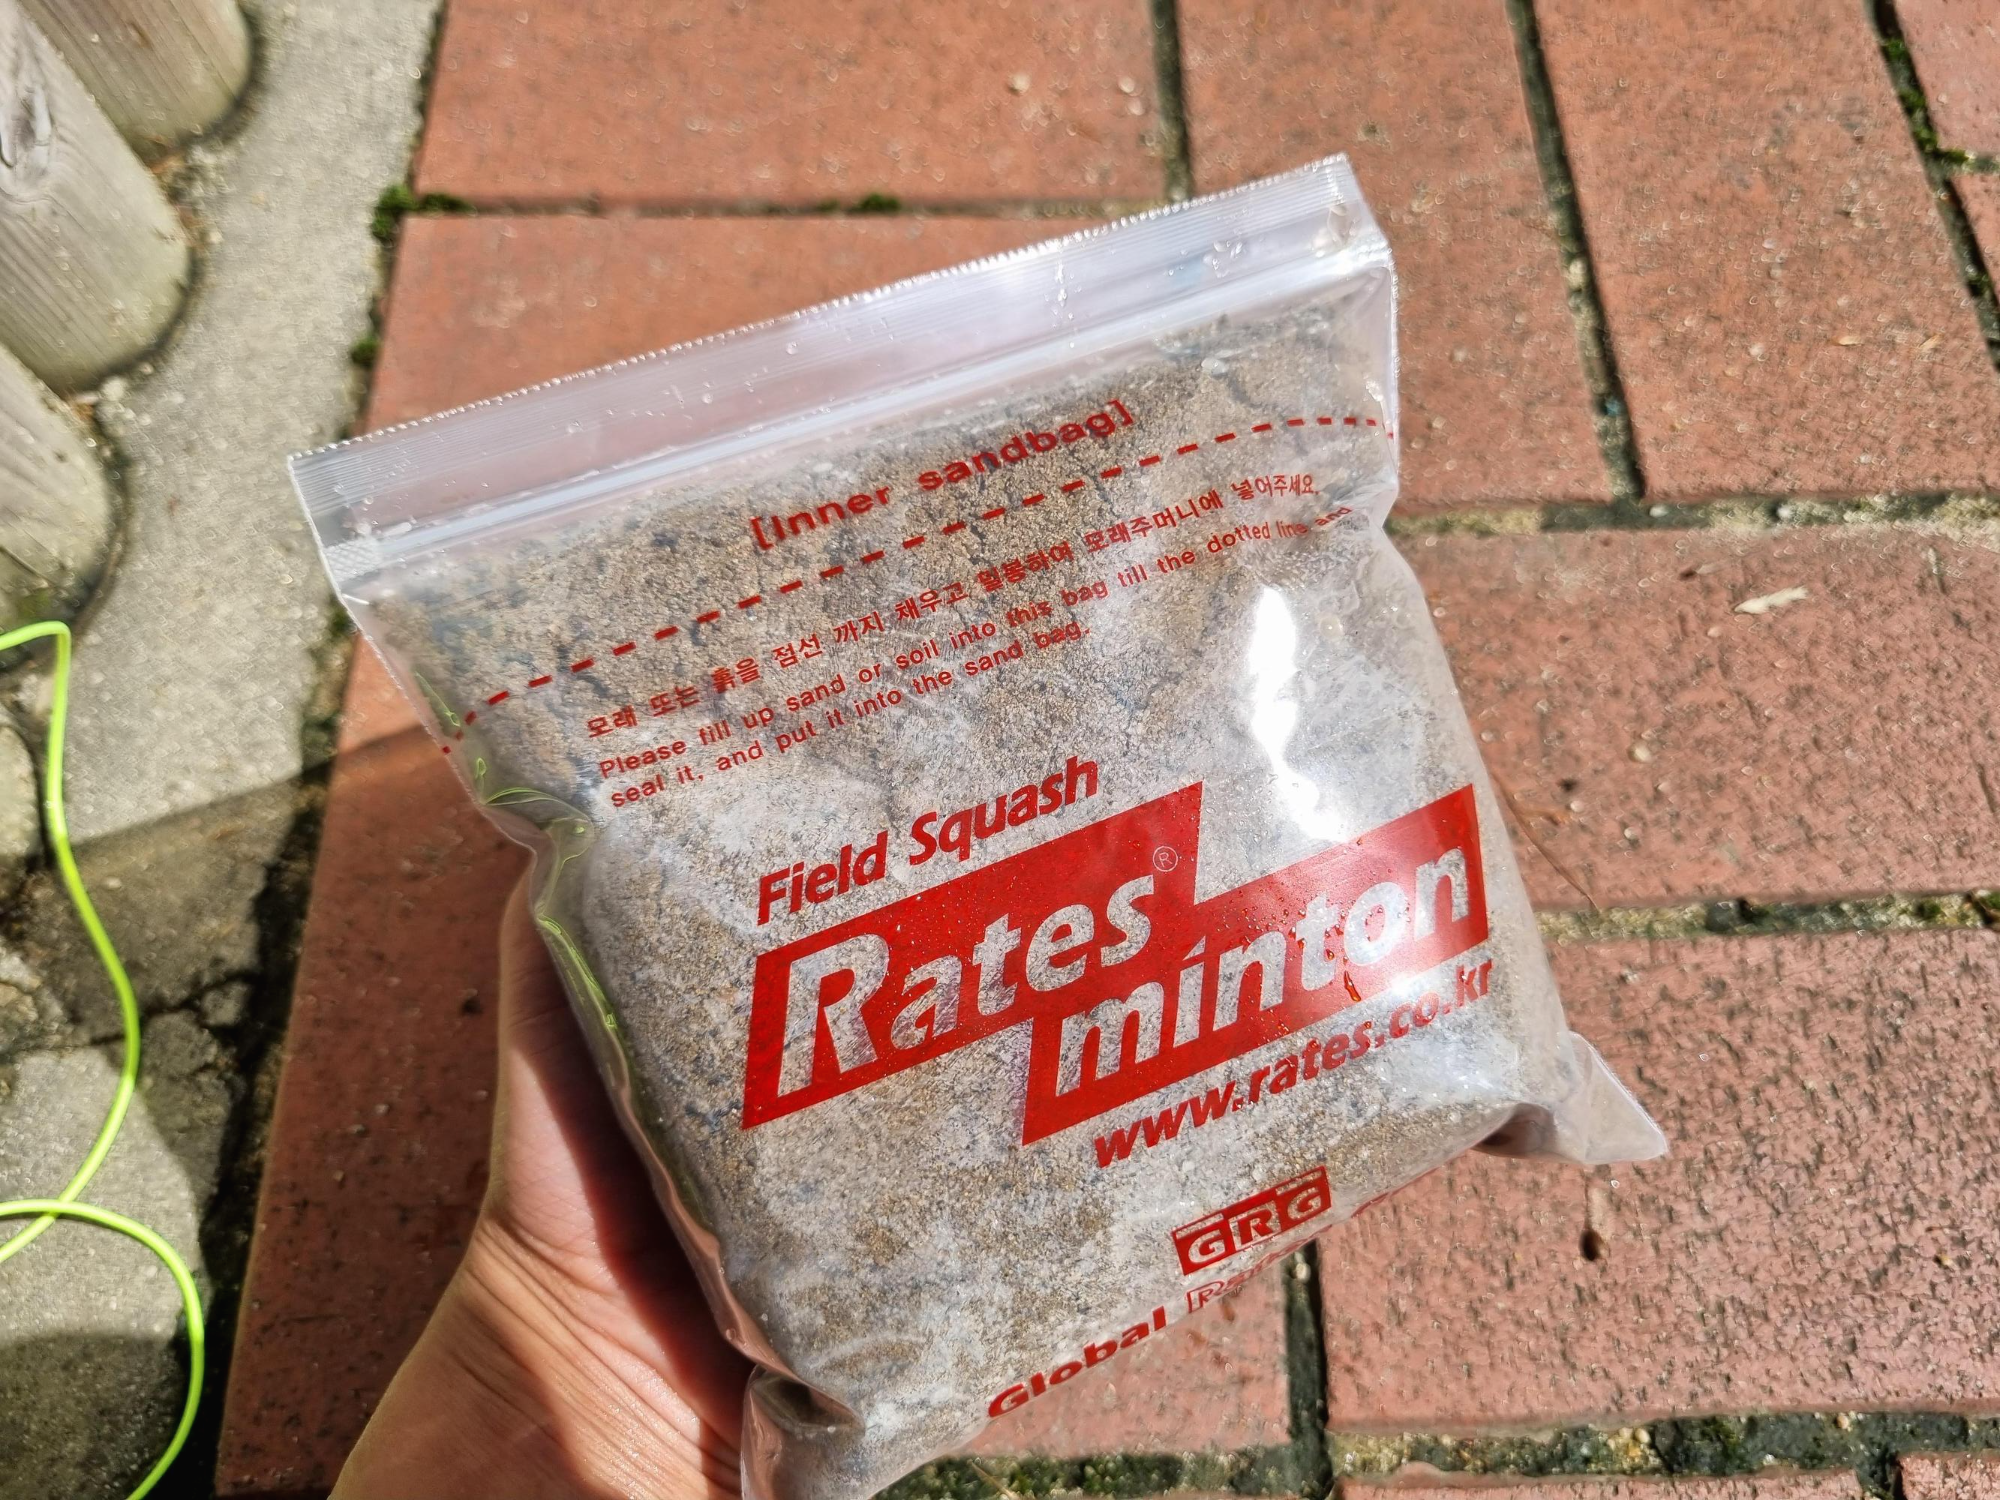 [Inner sandbag]
모래 또는 흙을 점선 까지 채우고 밀봉하여 모래주머니에 넣어주세요.
Please fill up sand or soil into this bag till the dotted line and
seal it, and put it into the sand bag.
Field Squash
Rates®
minton
www.rates.co.kr
GRG
Global